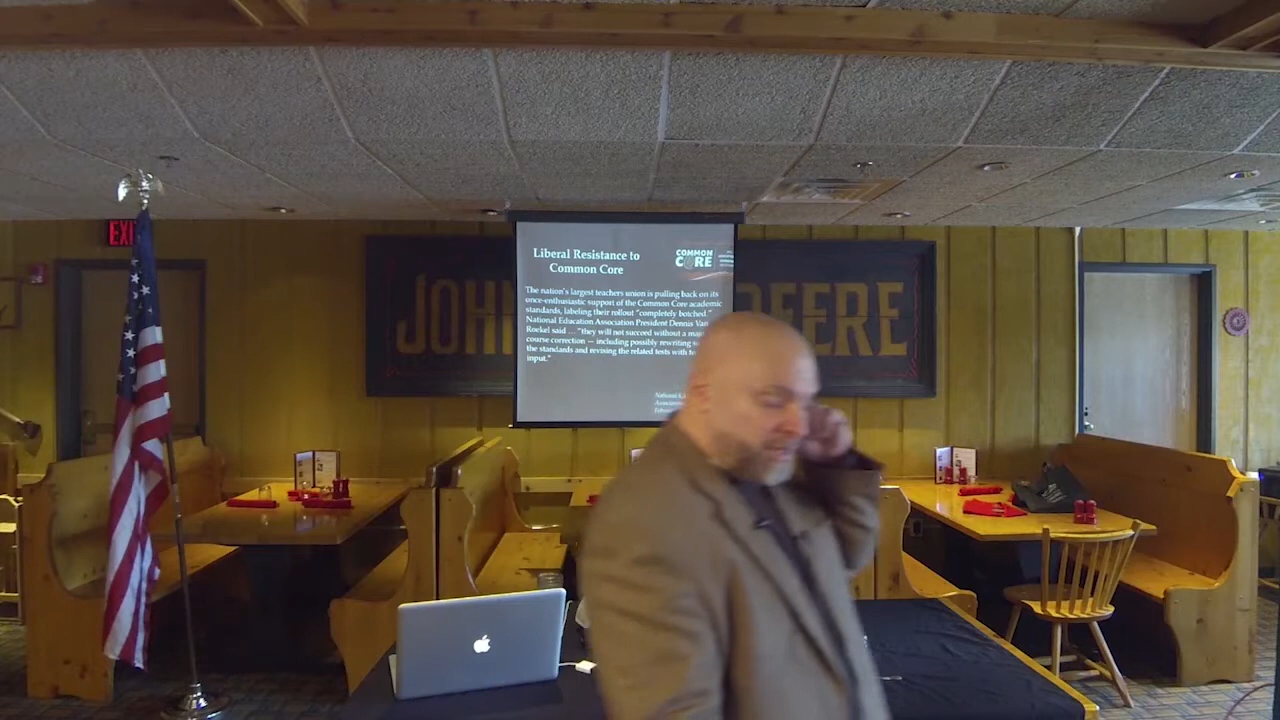 EXI
JOHN
DEERE
Liberal Resistance to
Common Core
COMMON
CORE
The nation's largest teachers union is pulling back on its
once-enthusiastic support of the Common Core academic
standards, labeling their rollout "completely botched."
National Education Association President Dennis Van
Roekel said ... "they will not succeed without a major
course correction — including possibly rewriting
the standards and revising the related tests with
input."
National